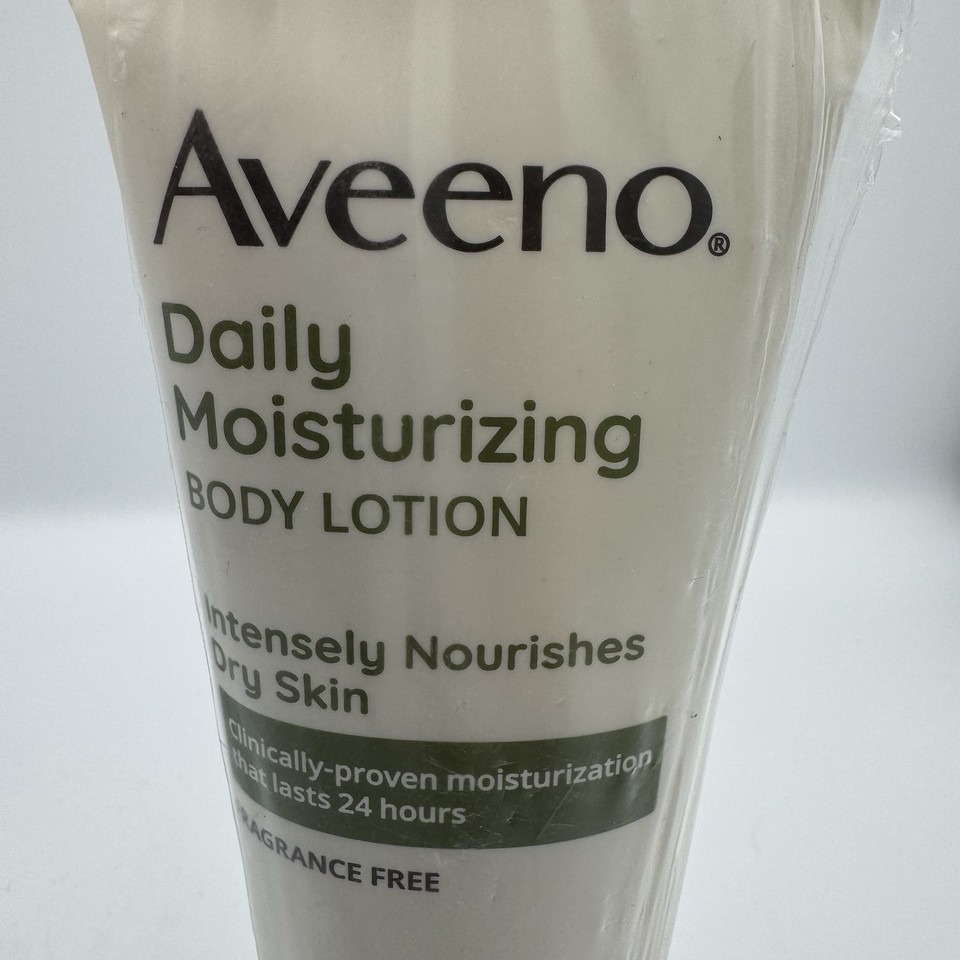 Aveeno®
Daily
Moisturizing
BODY LOTION
Intensely Nourishes
Dry Skin
Clinically-proven moisturization
that lasts 24 hours
FRAGRANCE FREE